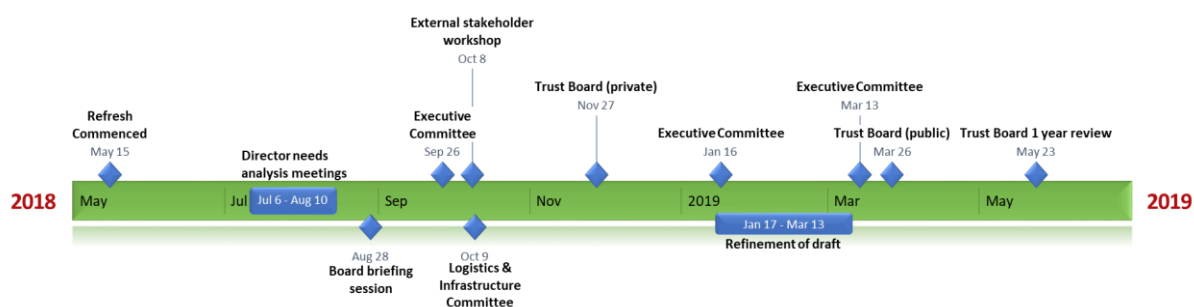 External stakeholder
workshop
Oct 8
Trust Board (private)
Nov 27
Executive Committee
Mar 13
Refresh
Commenced
May 15
Executive
Committee
Sep 26
Executive Committee
Jan 16
Trust Board (public)
Mar 26
Trust Board 1 year review
May 23
Director needs
analysis meetings
2018
May
Jul
Jul 6 - Aug 10
Sep
Nov
2019
Mar
May
2019
Jan 17 - Mar 13
Refinement of draft
Aug 28
Board briefing
session
Oct 9
Logistics &
Infrastructure
Committee